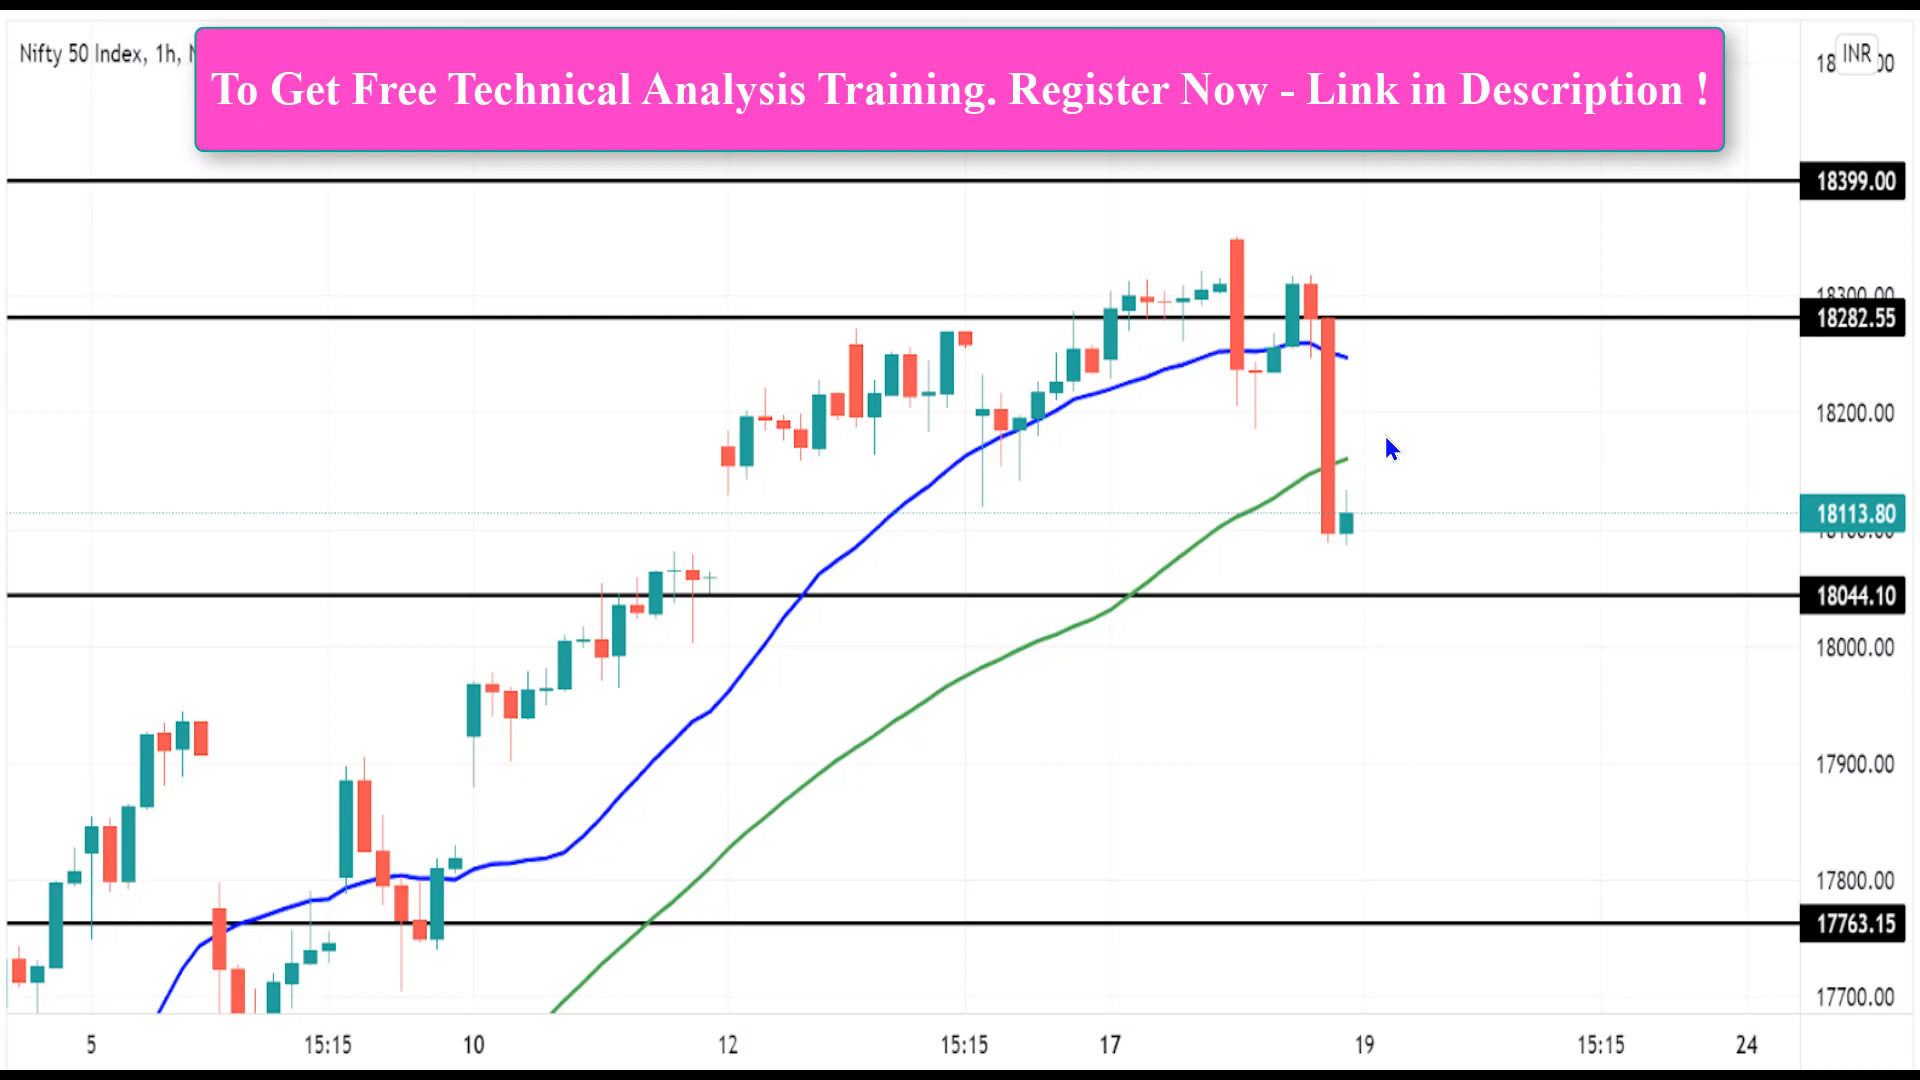 Nifty 50 Index, 1h,
To Get Free Technical Analysis Training. Register Now - Link in Description !
INR
18399.00
18300.00
18282.55
18200.00
18113.80
18044.10
18000.00
17900.00
17800.00
17763.15
17700.00
5 15:15 10 12 15:15 17 19 15:15 24